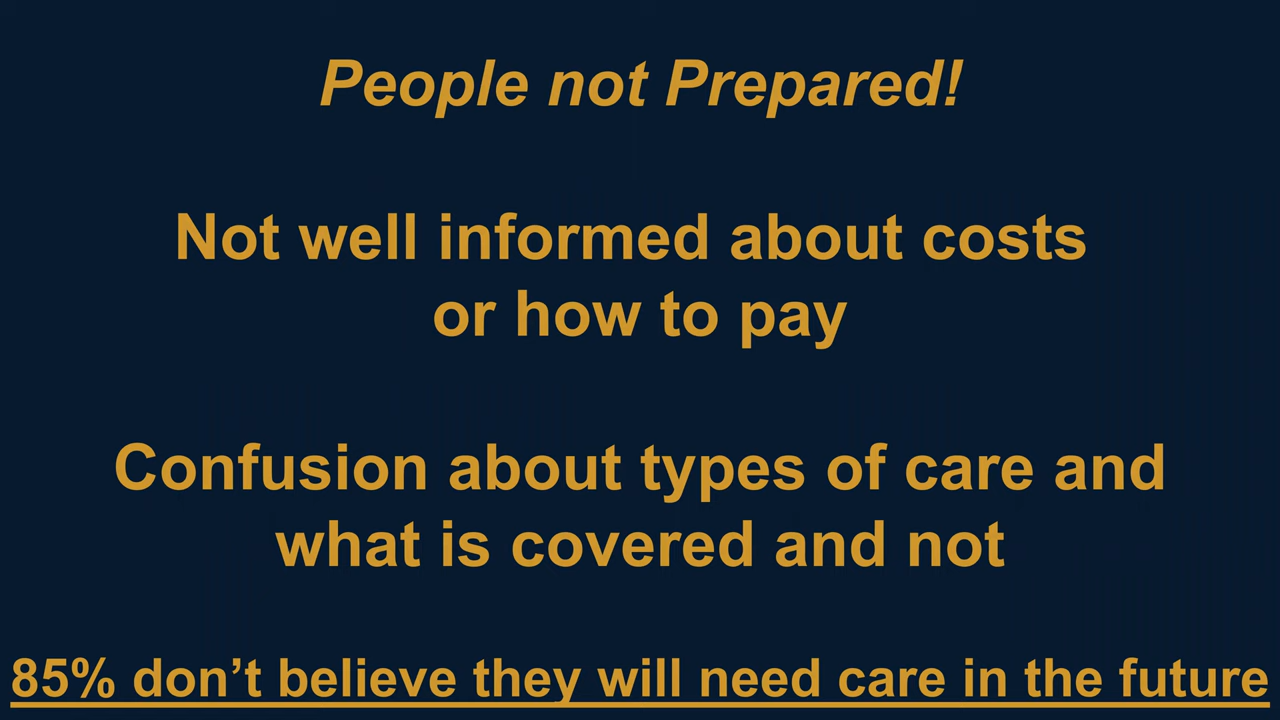 People not Prepared!
Not well informed about costs
or how to pay
Confusion about types of care and
what is covered and not
85% don’t believe they will need care in the future